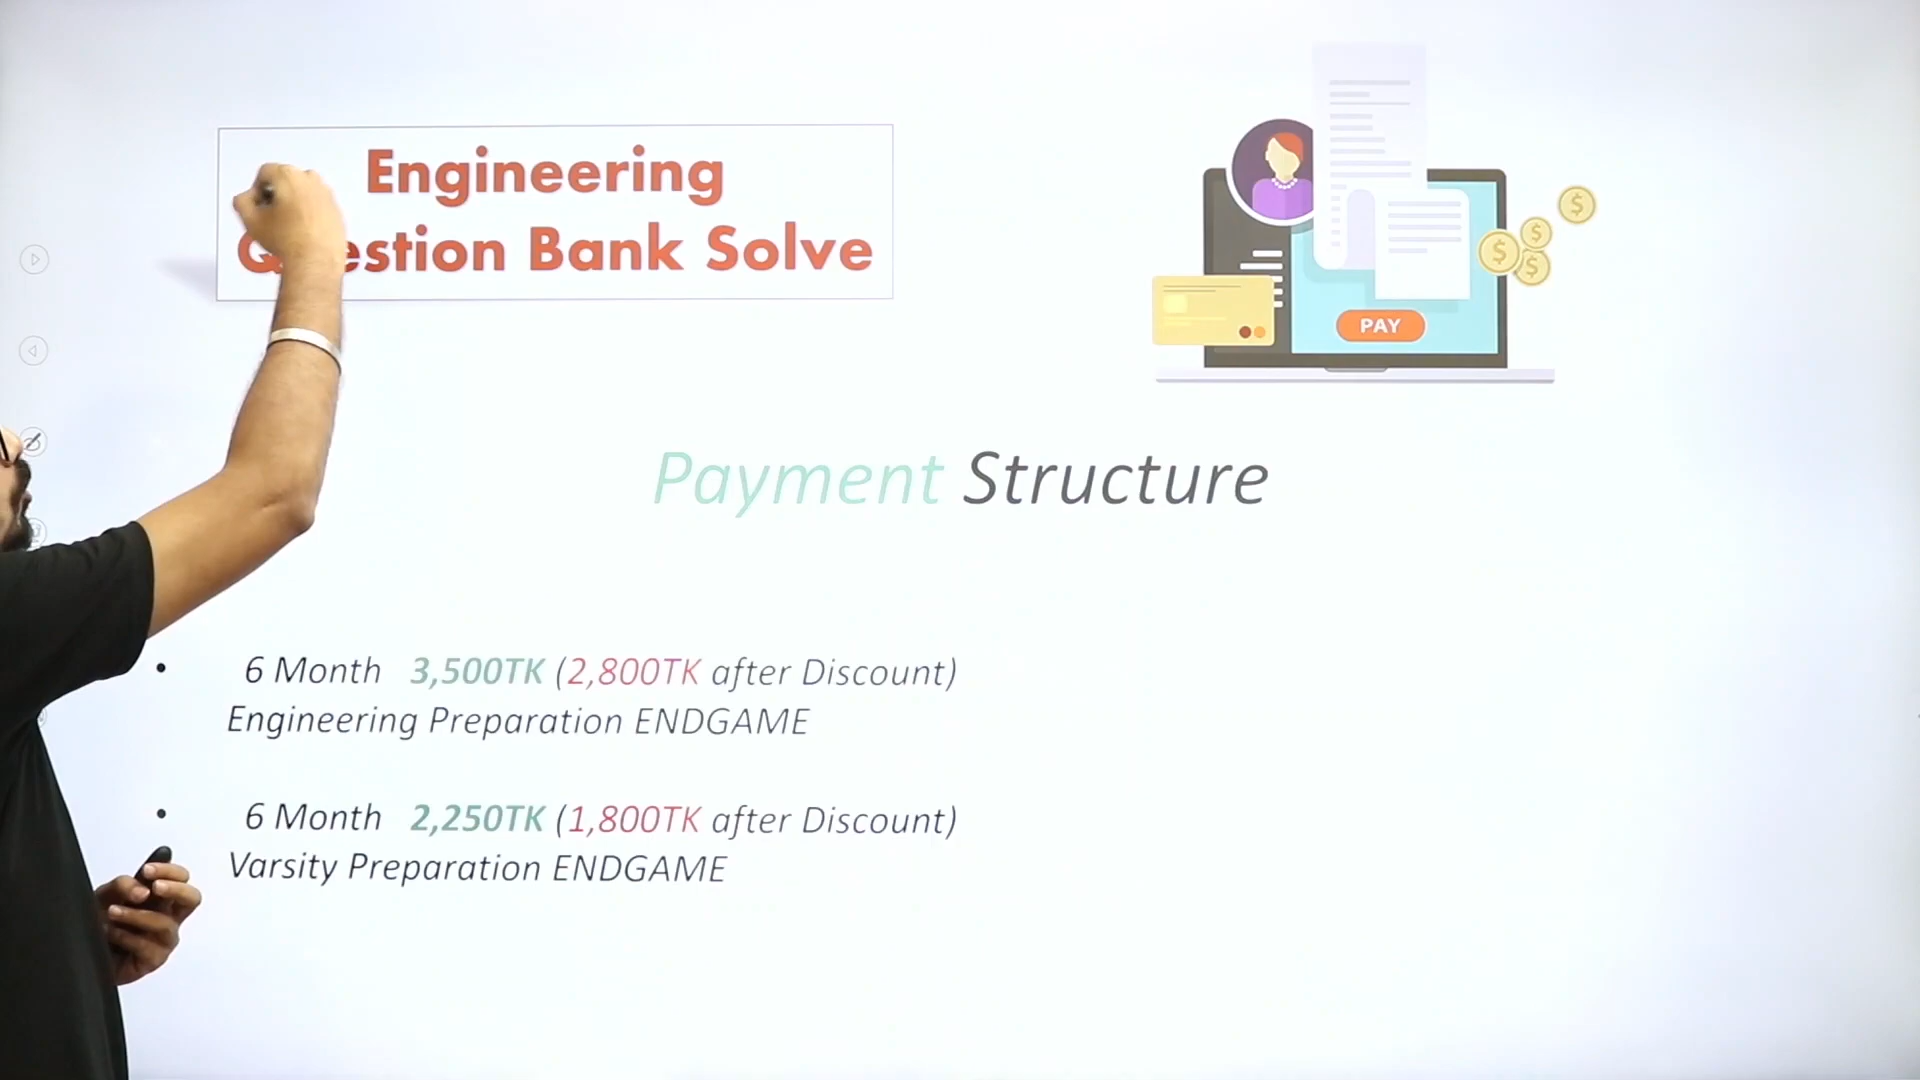 Engineering
Question Bank Solve
PAY
Payment Structure
• 6 Month 3,500TK (2,800TK after Discount)
Engineering Preparation ENDGAME
• 6 Month 2,250TK (1,800TK after Discount)
Varsity Preparation ENDGAME